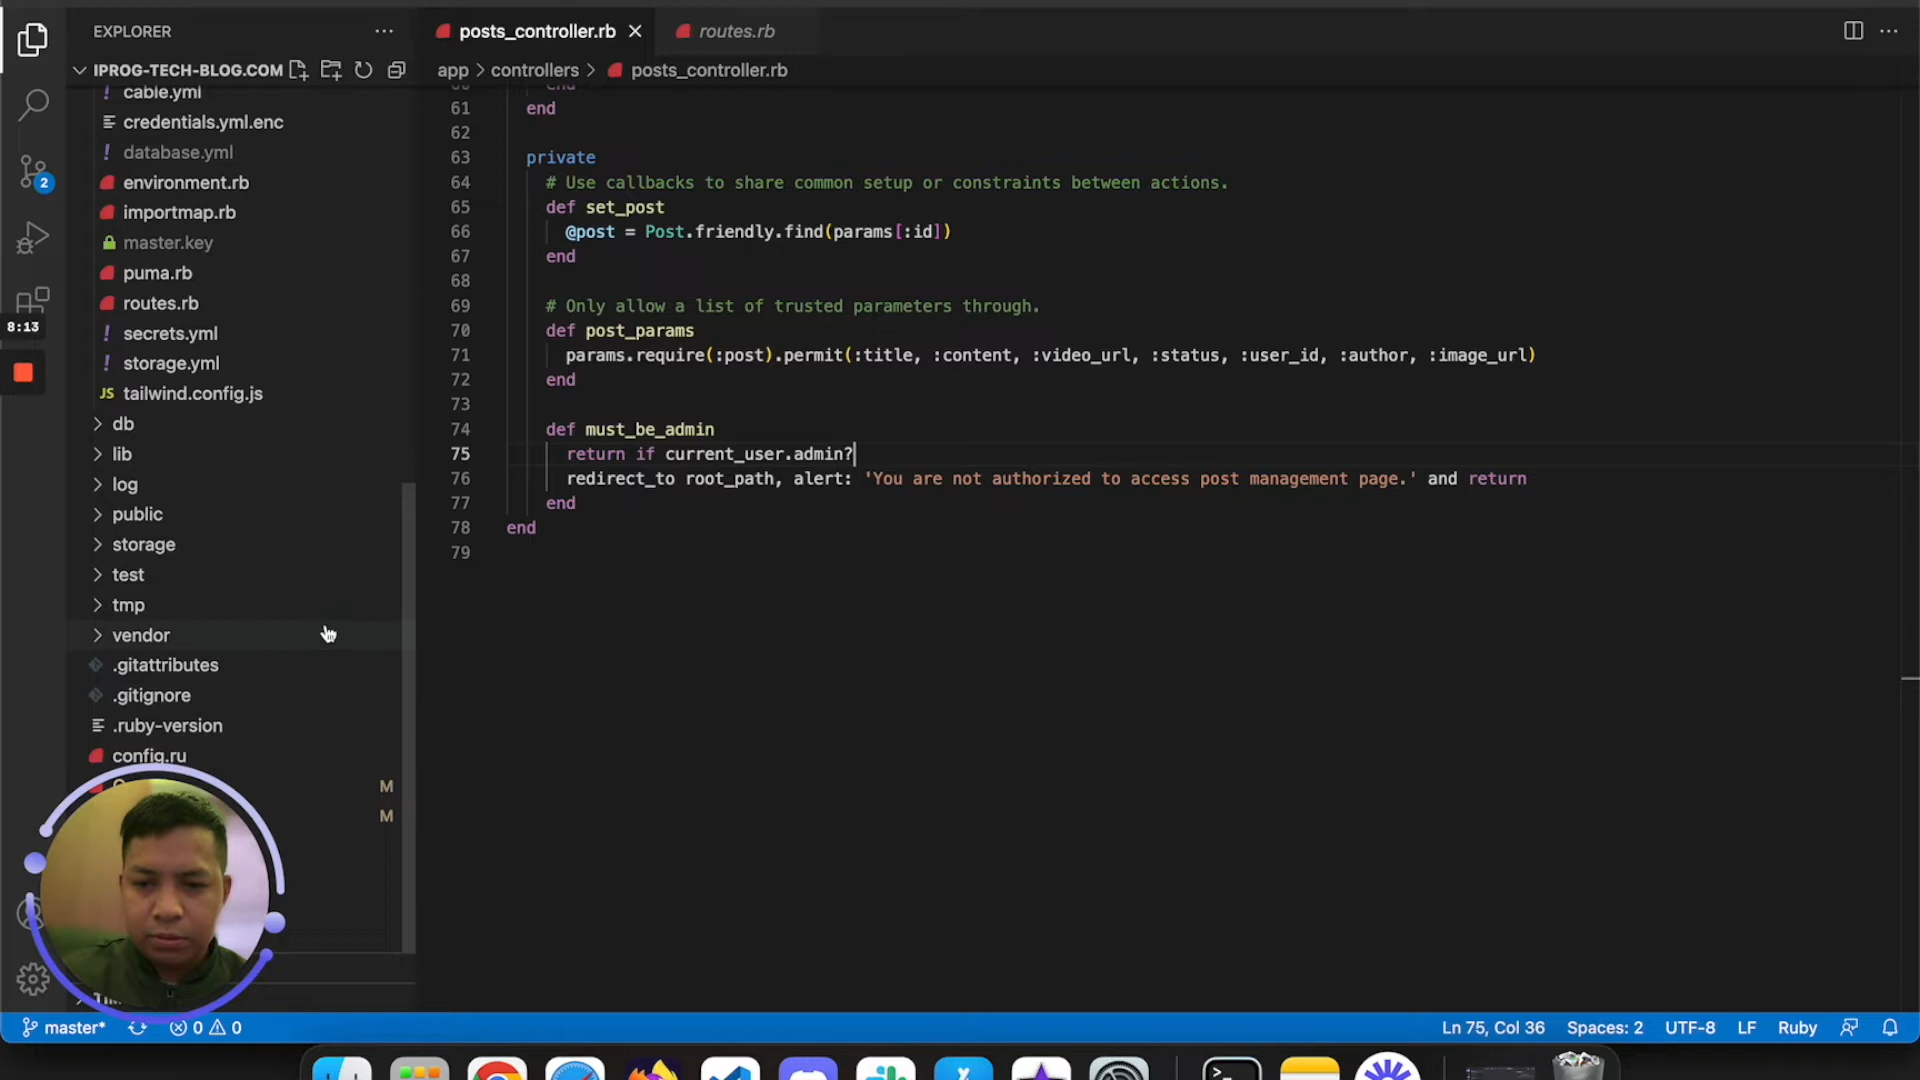 EXPLORER
posts_controller.rb
routes.rb
IPROG-TECH-BLOG.COM
app > controllers > posts_controller.rb
cable.yml
credentials.yml.enc
database.yml
environment.rb
importmap.rb
master.key
puma.rb
routes.rb
secrets.yml
storage.yml
JS tailwind.config.js
db
lib
log
public
storage
test
tmp
vendor
.gitattributes
.gitignore
.ruby-version
config.ru
M
M
2
8:13
61 end
62
63 private
64 # Use callbacks to share common setup or constraints between actions.
65 def set_post
66 @post = Post.friendly.find(params[:id])
67 end
68
69 # Only allow a list of trusted parameters through.
70 def post_params
71 params.require(:post).permit(:title, :content, :video_url, :status, :user_id, :author, :image_url)
72 end
73
74 def must_be_admin
75 return if current_user.admin?
76 redirect_to root_path, alert: 'You are not authorized to access post management page.' and return
77 end
78 end
79
master* 0 0
Ln 75, Col 36 Spaces: 2 UTF-8 LF Ruby